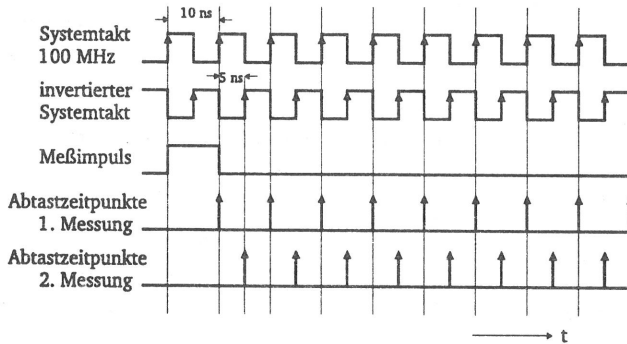 10 ns
Systemtakt
100 MHz
5 ns
invertierter
Systemtakt
Meßimpuls
Abtastzeitpunkte
1. Messung
Abtastzeitpunkte
2. Messung
t